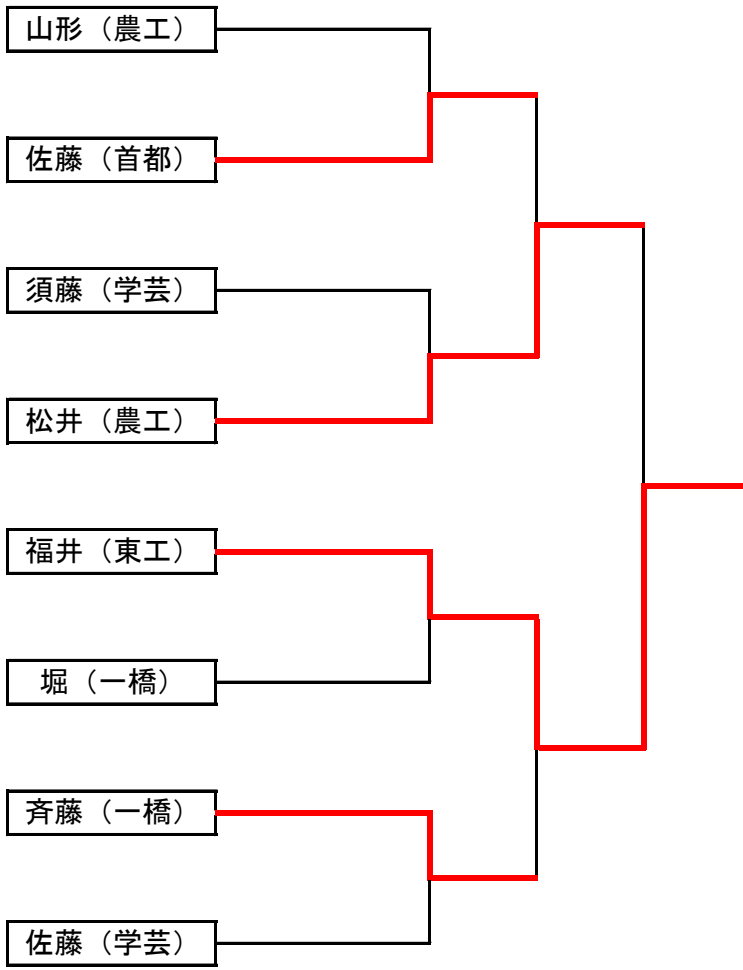 山形（農工）
佐藤（首都）
須藤（学芸）
松井（農工）
福井（東工）
堀（一橋）
斉藤（一橋）
佐藤（学芸）